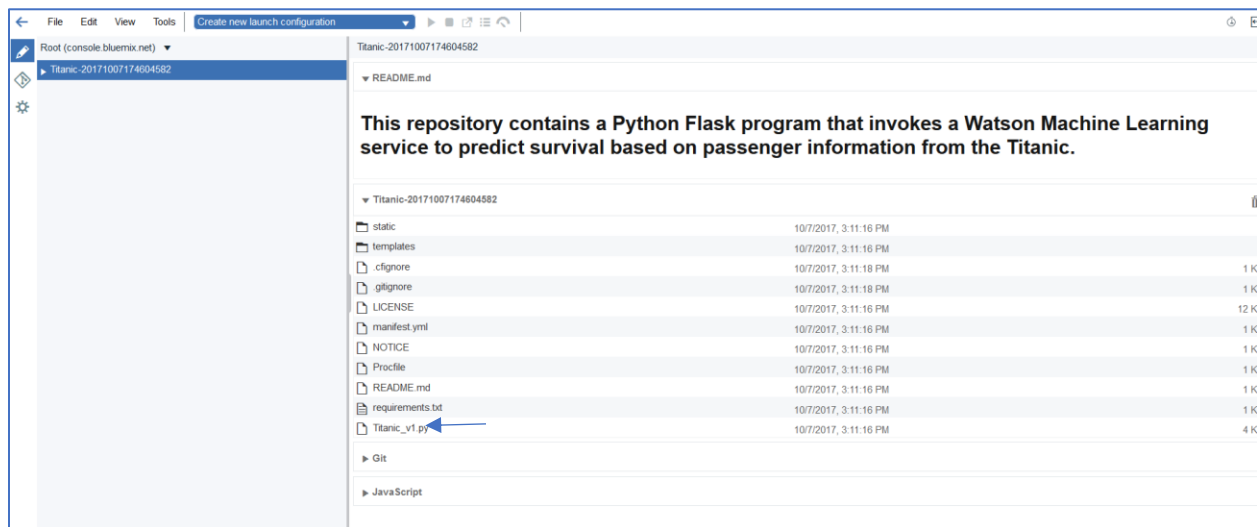 File Edit View Tools Create new launch configuration
Root (console.bluemix.net)
Titanic-20171007174604582
Titanic-20171007174604582
README.md
This repository contains a Python Flask program that invokes a Watson Machine Learning
service to predict survival based on passenger information from the Titanic.
Titanic-20171007174604582
static 10/7/2017, 3:11:16 PM
templates 10/7/2017, 3:11:16 PM
.cfignore 10/7/2017, 3:11:18 PM 1 K
.gitignore 10/7/2017, 3:11:18 PM 1 K
LICENSE 10/7/2017, 3:11:16 PM 12 K
manifest.yml 10/7/2017, 3:11:16 PM 1 K
NOTICE 10/7/2017, 3:11:16 PM 1 K
Procfile 10/7/2017, 3:11:16 PM 1 K
README.md 10/7/2017, 3:11:16 PM 1 K
requirements.txt 10/7/2017, 3:11:16 PM 1 K
Titanic_v1.py 10/7/2017, 3:11:16 PM 4 K
Git
JavaScript